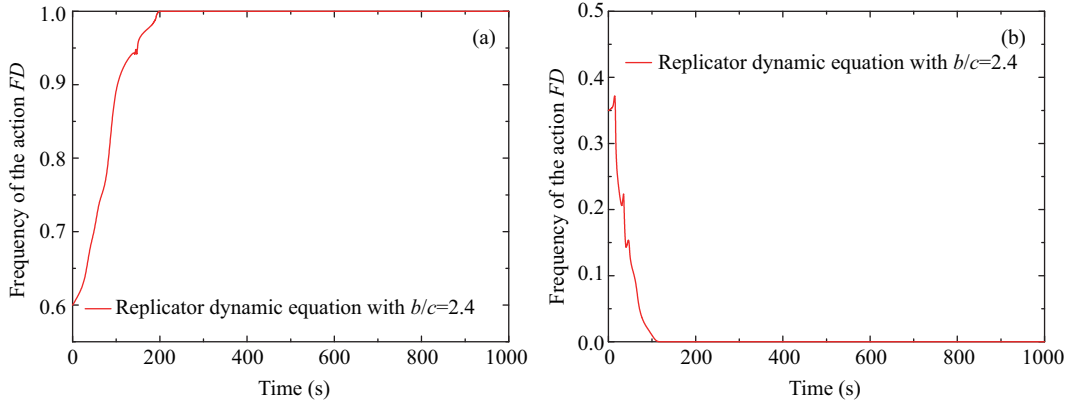 1.0
(a)
0.9
0.8
0.7
0.6
Frequency of the action FD
Replicator dynamic equation with b/c=2.4
0
200
400
600
800
1000
Time (s)
0.5
(b)
Replicator dynamic equation with b/c=2.4
0.4
0.3
0.2
0.1
0.0
Frequency of the action FD
0
200
400
600
800
1000
Time (s)